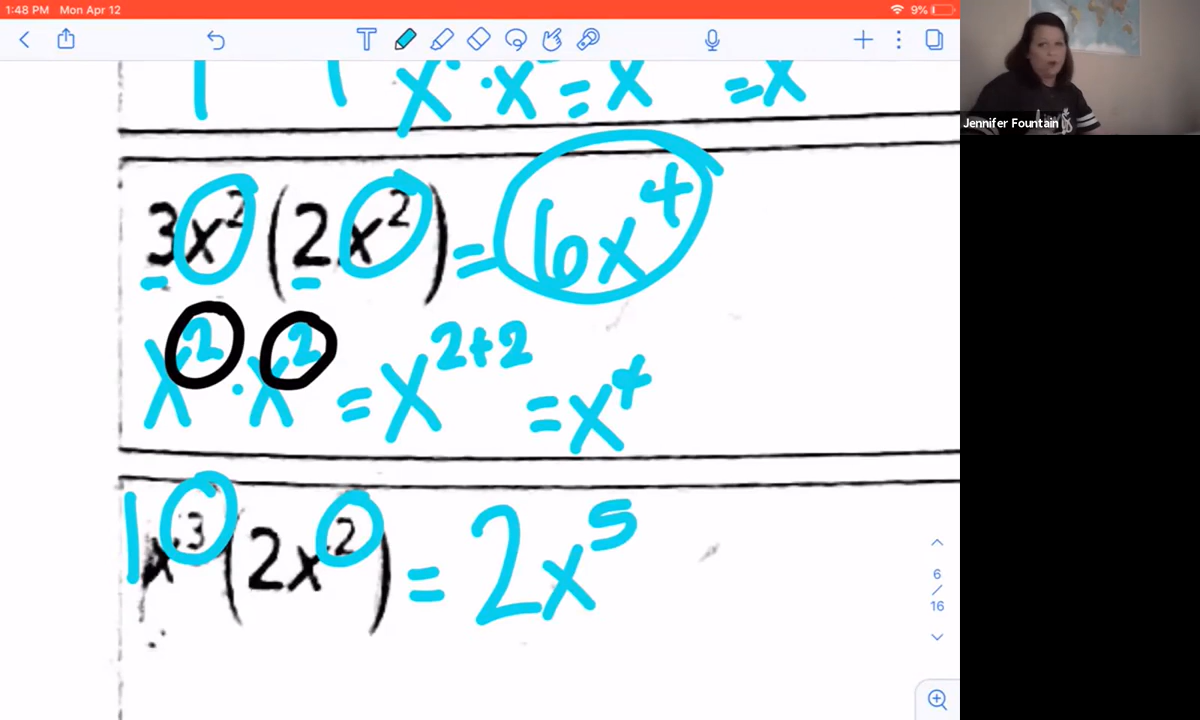 1:48 PM Mon Apr 12
9%
Jennifer Fountain
= x
3x²(2x²) = 6x⁴
x² · x² = x²⁺² = x⁴
1x³(2x²) = 2x⁵
6
/
16